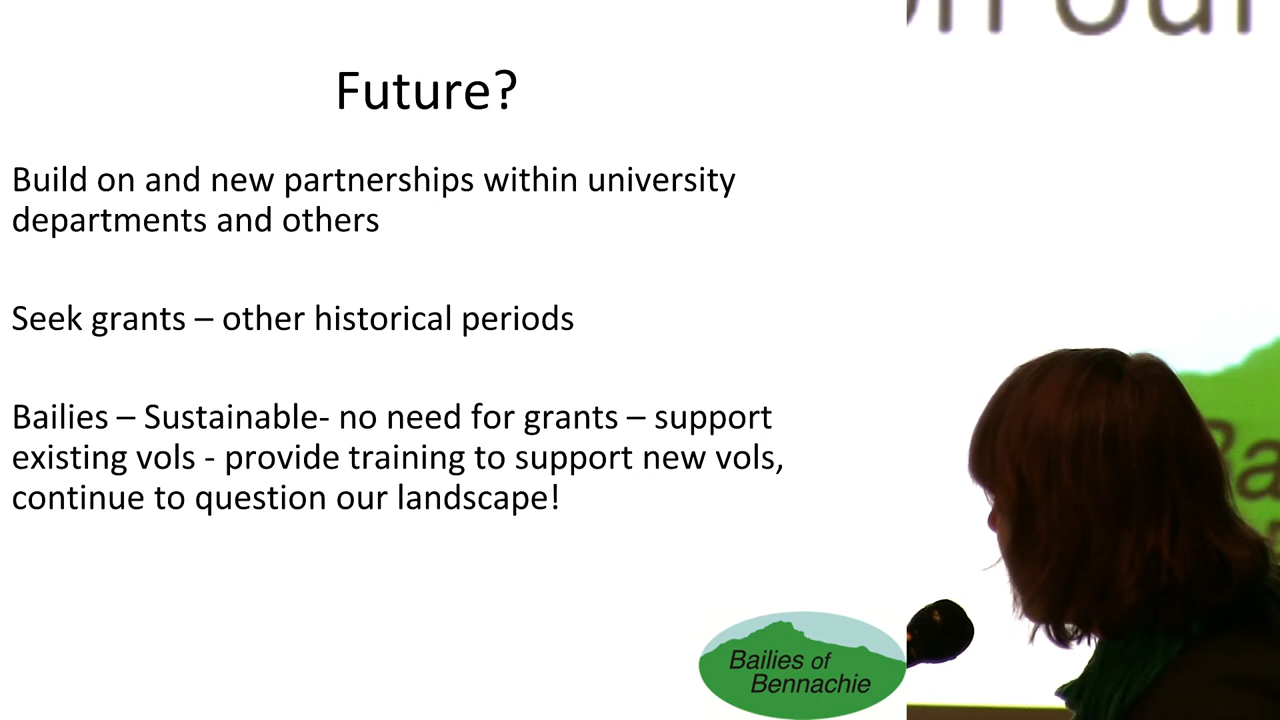 Future?
Build on and new partnerships within university
departments and others
Seek grants – other historical periods
Bailies – Sustainable- no need for grants – support
existing vols - provide training to support new vols,
continue to question our landscape!
Bailies of
Bennachie
our
Ba